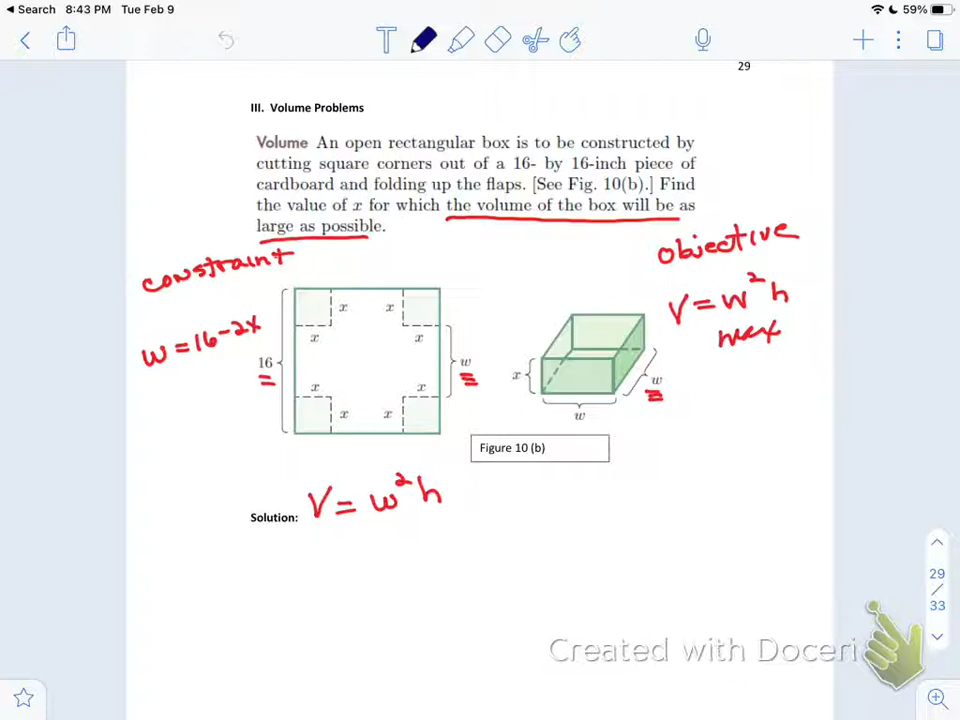 Search 8:43 PM Tue Feb 9
59%
T
29
III. Volume Problems
Volume An open rectangular box is to be constructed by
cutting square corners out of a 16- by 16-inch piece of
cardboard and folding up the flaps. [See Fig. 10(b).] Find
the value of x for which the volume of the box will be as
large as possible.
objective
constraint
V = w²h
max
w = 16-2x
x x
x x
16
w
x x
x x
x
w
w
Figure 10 (b)
V = w²h
Solution:
29
/
33
Created with Doceri